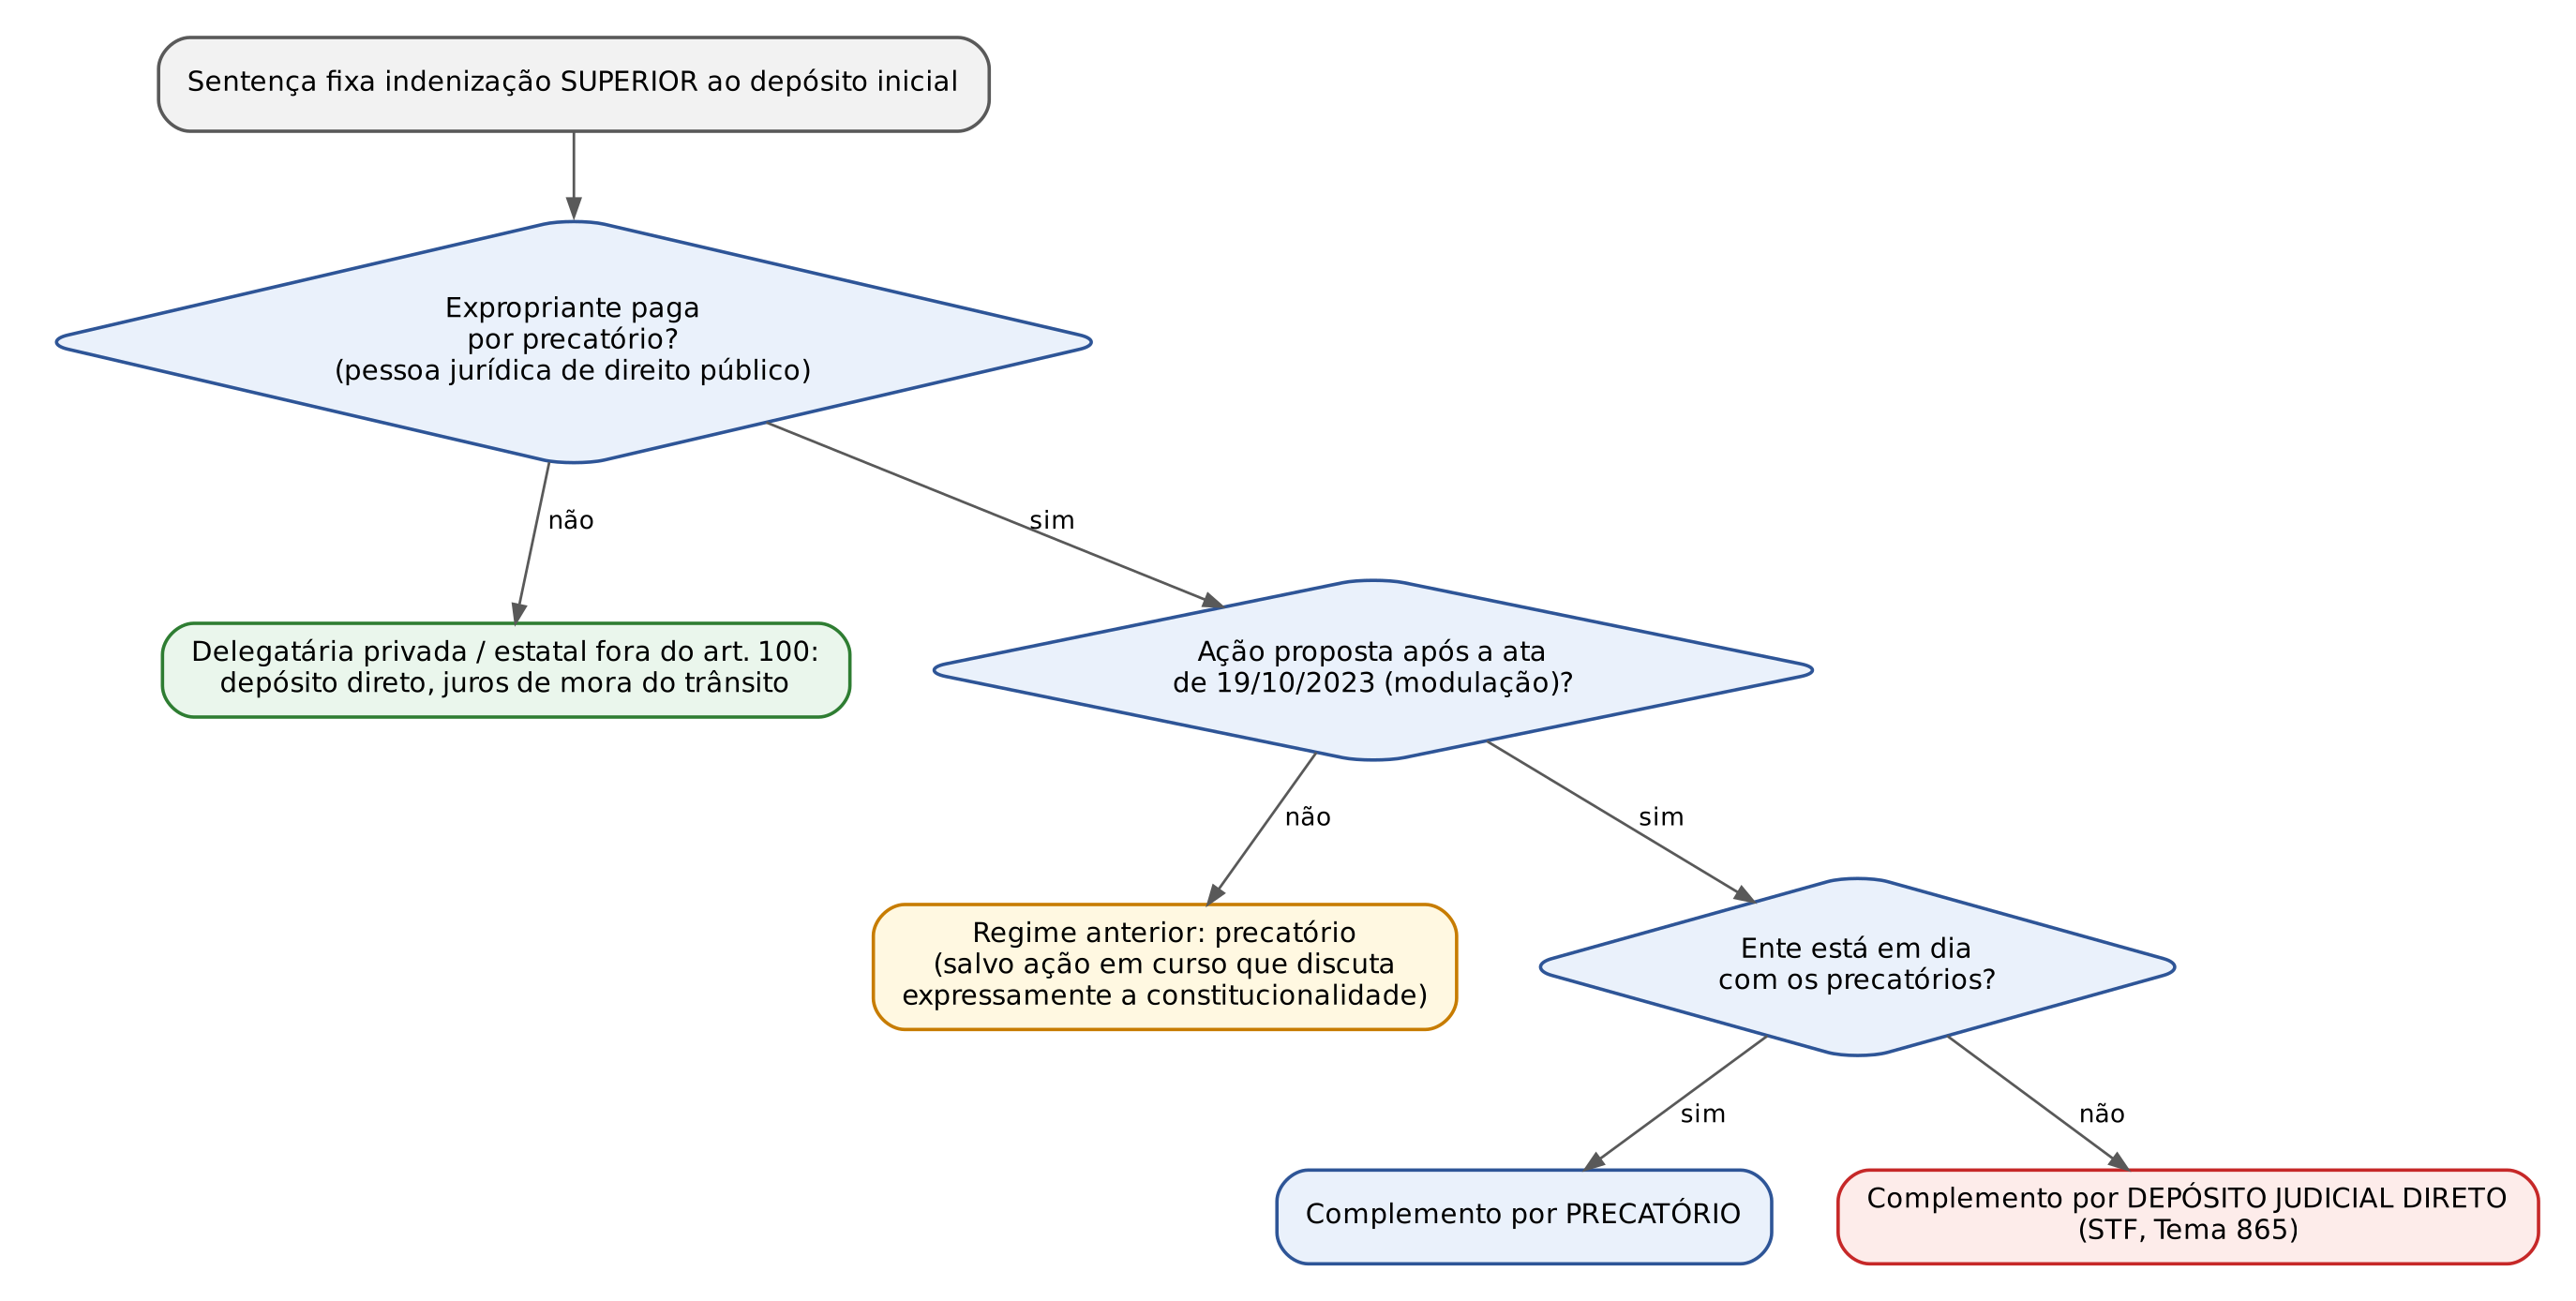 Sentença fixa indenização SUPERIOR ao depósito inicial
Expropriante paga
por precatório?
(pessoa jurídica de direito público)
não
sim
Delegatária privada / estatal fora do art. 100:
depósito direto, juros de mora do trânsito
Ação proposta após a ata
de 19/10/2023 (modulação)?
não
sim
Regime anterior: precatório
(salvo ação em curso que discuta
expressamente a constitucionalidade)
Ente está em dia
com os precatórios?
sim
não
Complemento por PRECATÓRIO
Complemento por DEPÓSITO JUDICIAL DIRETO
(STF, Tema 865)